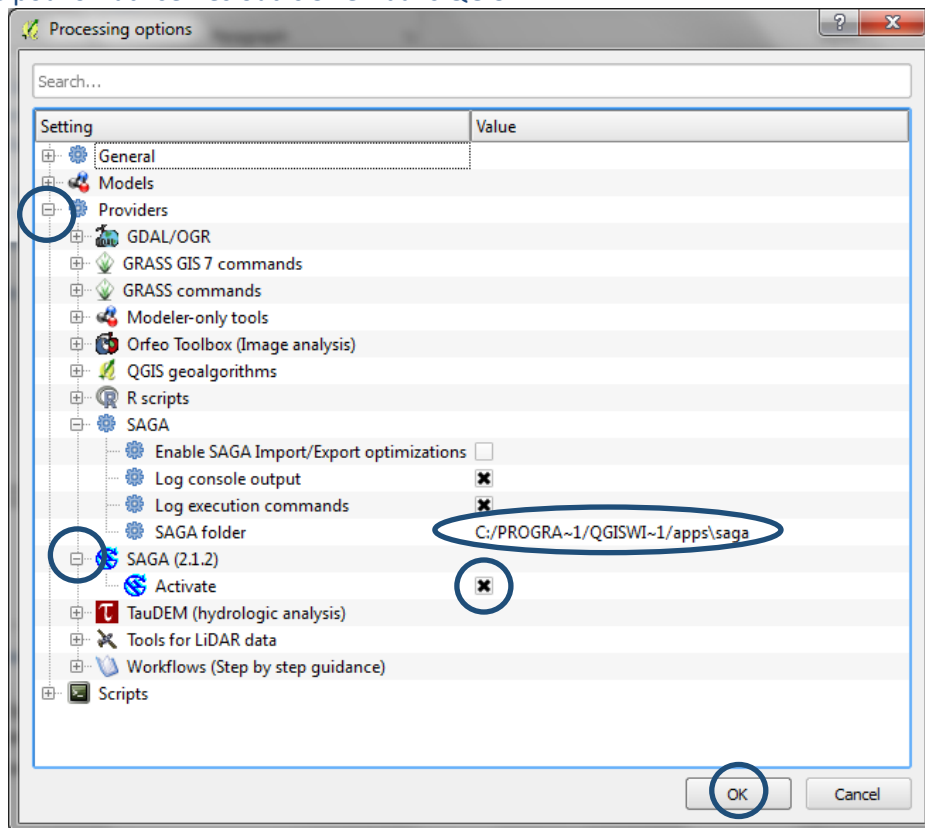 Processing options
Search...
Setting Value
General
Models
Providers
GDAL/OGR
GRASS GIS 7 commands
GRASS commands
Modeler-only tools
Orfeo Toolbox (Image analysis)
QGIS geoalgorithms
R scripts
SAGA
Enable SAGA Import/Export optimizations
Log console output
Log execution commands
SAGA folder C:/PROGRA~1/QGISWI~1/apps\saga
SAGA (2.1.2)
Activate
TauDEM (hydrologic analysis)
Tools for LiDAR data
Workflows (Step by step guidance)
Scripts
OK Cancel